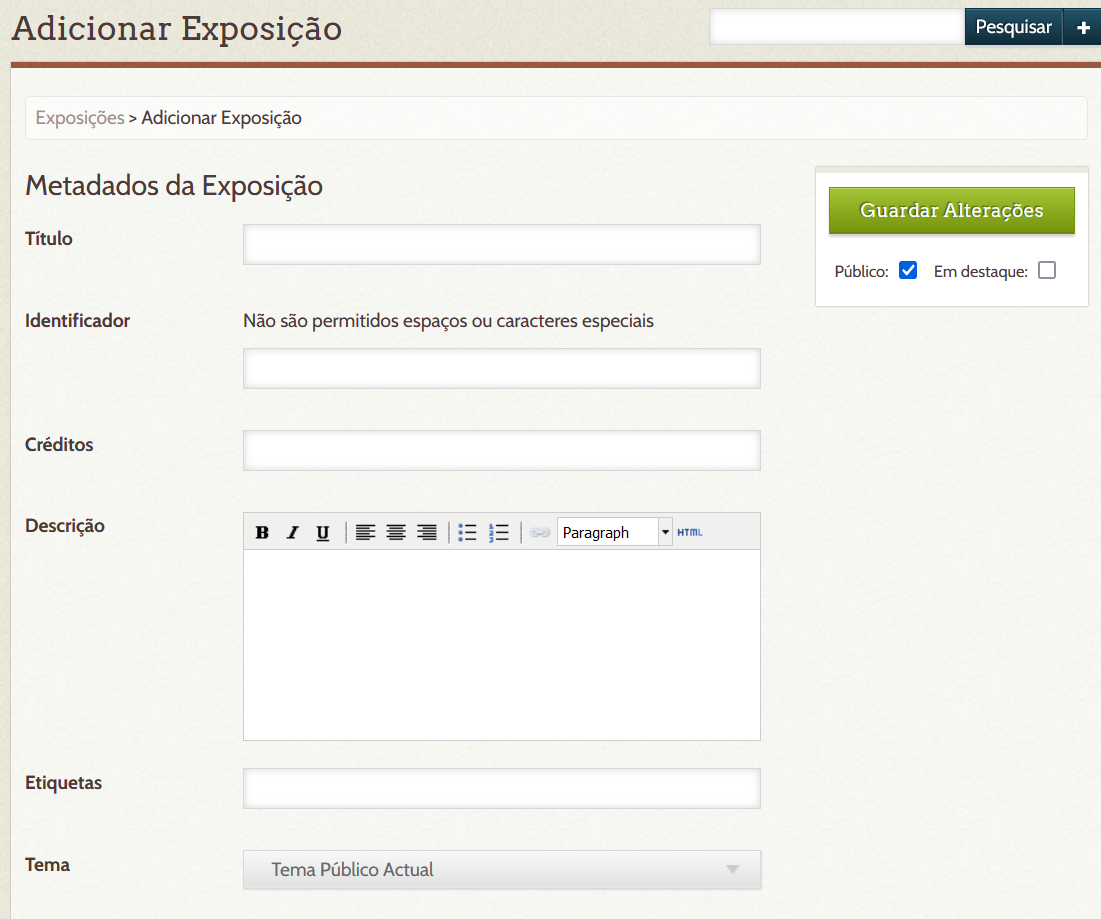 Adicionar Exposição
Pesquisar +
Exposições > Adicionar Exposição
Metadados da Exposição
Guardar Alterações
Público: Em destaque:
Título
Identificador
Não são permitidos espaços ou caracteres especiais
Créditos
Descrição
B I U Paragraph HTML
Etiquetas
Tema
Tema Público Actual